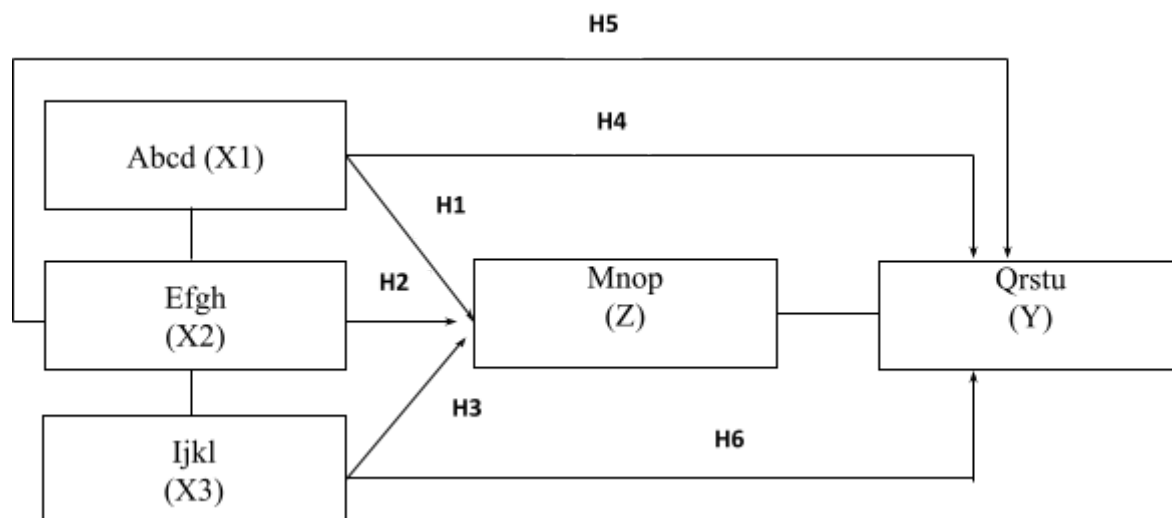 H5
H4
Abcd (X1)
H1
H2
Efgh
(X2)
Mnop
(Z)
Qrstu
(Y)
H3
H6
Ijkl
(X3)